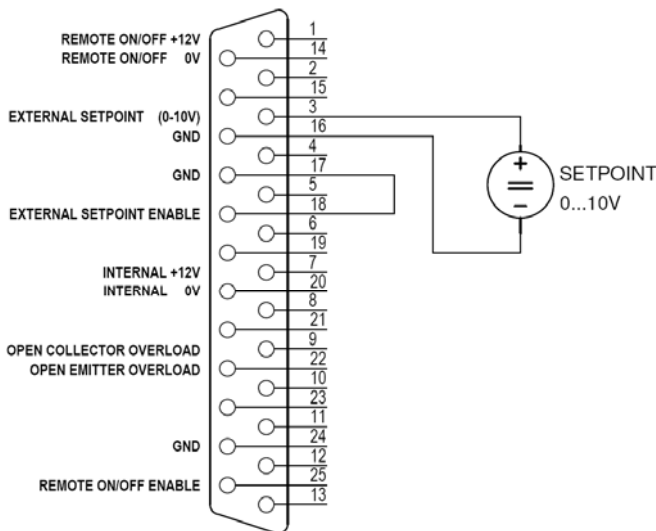 1
REMOTE ON/OFF +12V
14
REMOTE ON/OFF 0V
2
15
3
EXTERNAL SETPOINT (0-10V)
16
GND
4
17
GND
5
18
EXTERNAL SETPOINT ENABLE
6
19
7
INTERNAL +12V
20
INTERNAL 0V
8
21
9
OPEN COLLECTOR OVERLOAD
22
OPEN EMITTER OVERLOAD
10
23
11
24
GND
12
25
REMOTE ON/OFF ENABLE
13
+
SETPOINT
=
0...10V
−